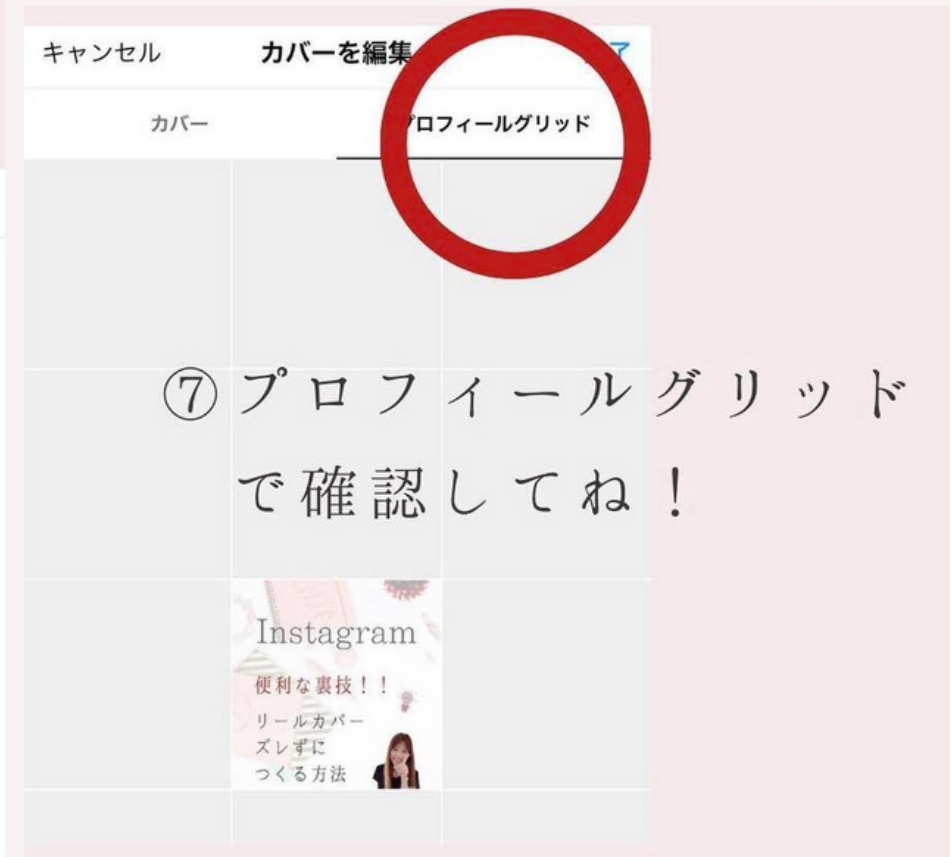 キャンセル
カバーを編集
了
カバー
プロフィールグリッド
⑦プロフィールグリッド
で確認してね！
Instagram
便利な裏技！！
リールカバー
ズレずに
つくる方法